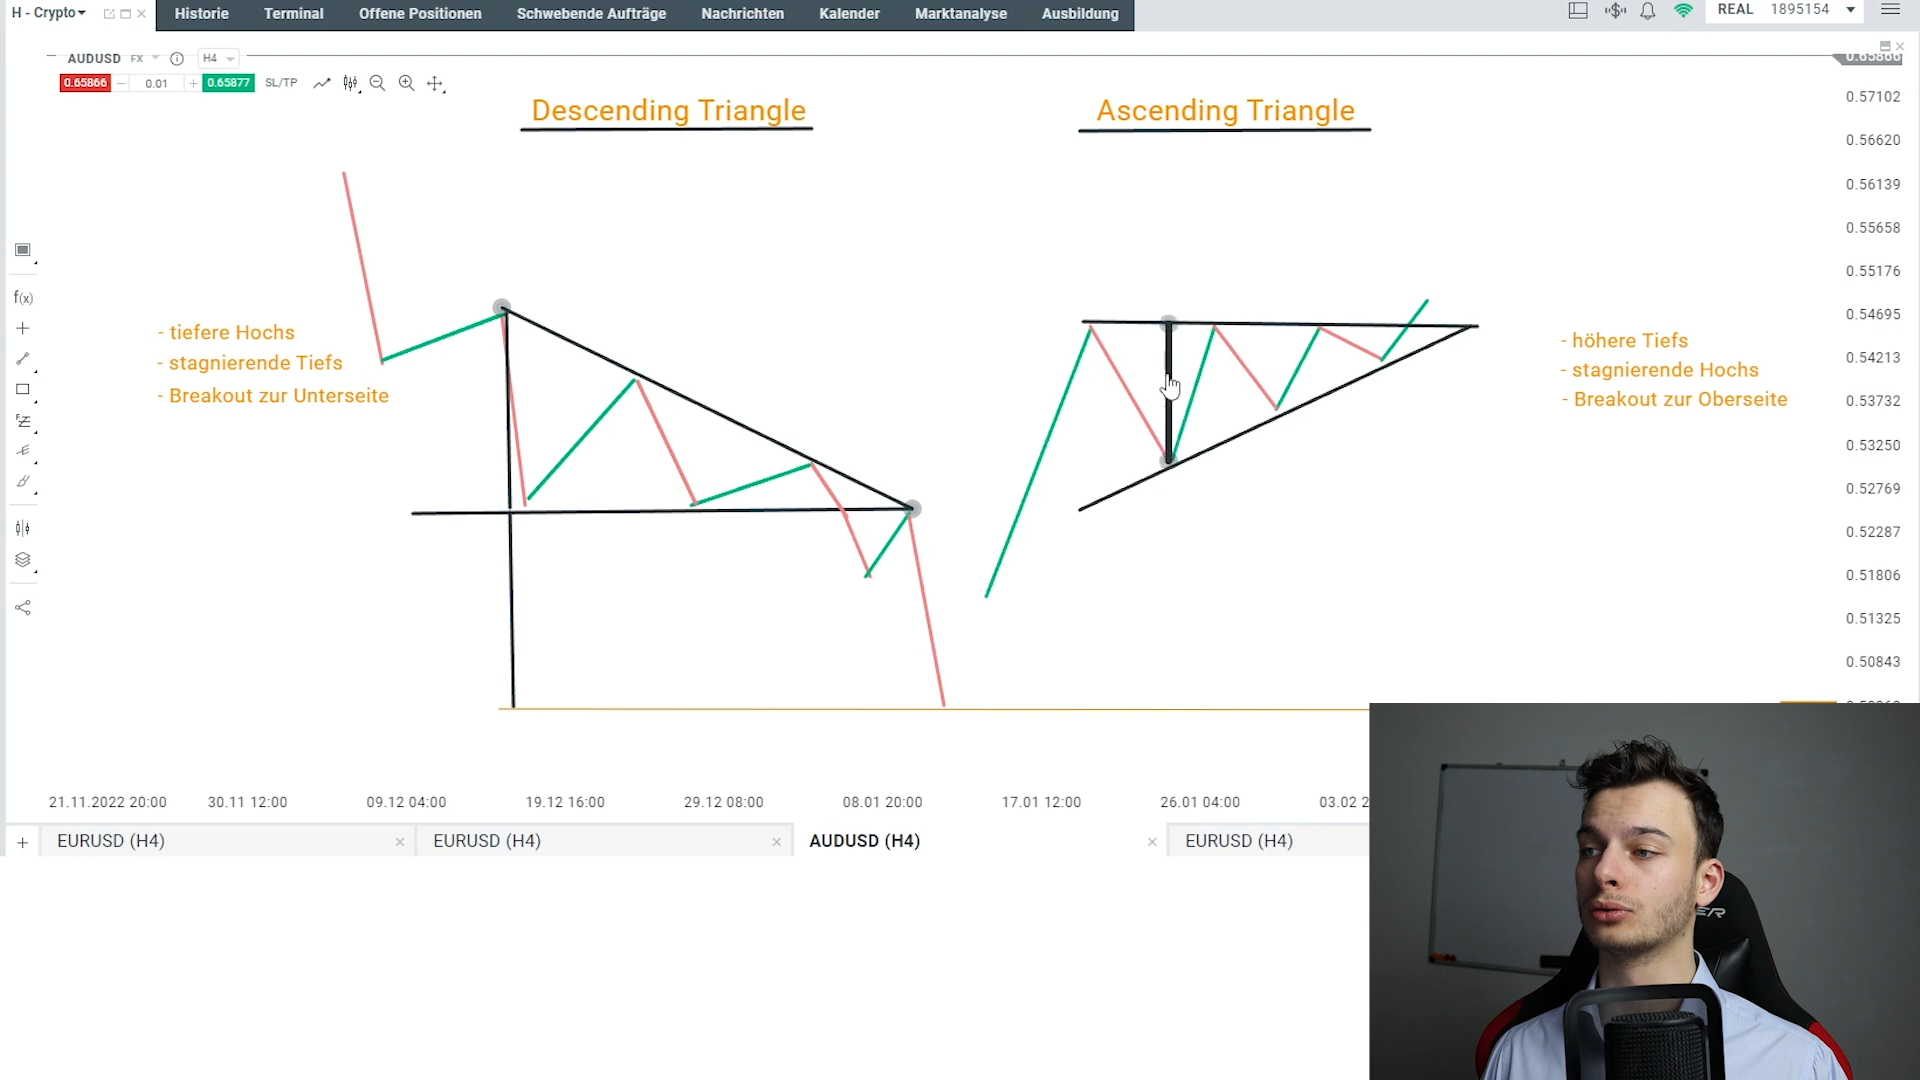 H - Crypto
Historie Terminal Offene Positionen Schwebende Aufträge Nachrichten Kalender Marktanalyse Ausbildung
REAL 1895154
AUDUSD FX H4
0.65866 0.01 0.65877 SL/TP
0.65866
0.57102
0.56620
0.56139
0.55658
0.55176
0.54695
0.54213
0.53732
0.53250
0.52769
0.52287
0.51806
0.51325
0.50843
f(x)
Descending Triangle
- tiefere Hochs
- stagnierende Tiefs
- Breakout zur Unterseite
Ascending Triangle
- höhere Tiefs
- stagnierende Hochs
- Breakout zur Oberseite
21.11.2022 20:00 30.11 12:00 09.12 04:00 19.12 16:00 29.12 08:00 08.01 20:00 17.01 12:00 26.01 04:00 03.02 2
EURUSD (H4) EURUSD (H4) AUDUSD (H4) EURUSD (H4)